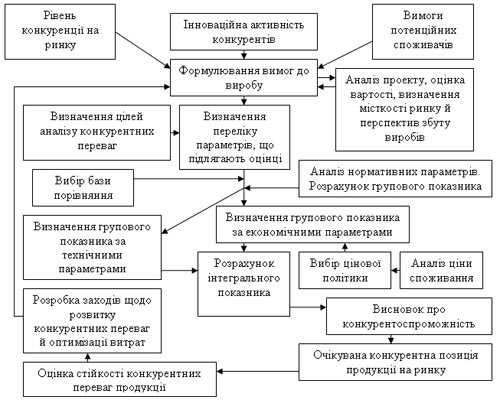 Рівень
конкуренції на
ринку
Інноваційна активність
конкурентів
Вимоги
потенційних
споживачів
Формулювання вимог до
виробу
Аналіз проекту, оцінка
вартості, визначення
місткості ринку й
перспектив збуту
виробів
Визначення цілей
аналізу конкурентних
переваг
Визначення
переліку
параметрів, що
підлягають оцінці
Вибір бази
порівняння
Аналіз нормативних параметрів.
Розрахунок групового показника
Визначення групового
показника за
технічними
параметрами
Визначення групового показника
за економічними параметрами
Розрахунок
інтегрального
показника
Вибір цінової
політики
Аналіз ціни
споживання
Розробка заходів щодо
розвитку
конкурентних переваг
й оптимізації витрат
Висновок про
конкурентоспроможність
Очікувана конкурентна позиція
продукції на ринку
Оцінка стійкості конкурентних
переваг продукції